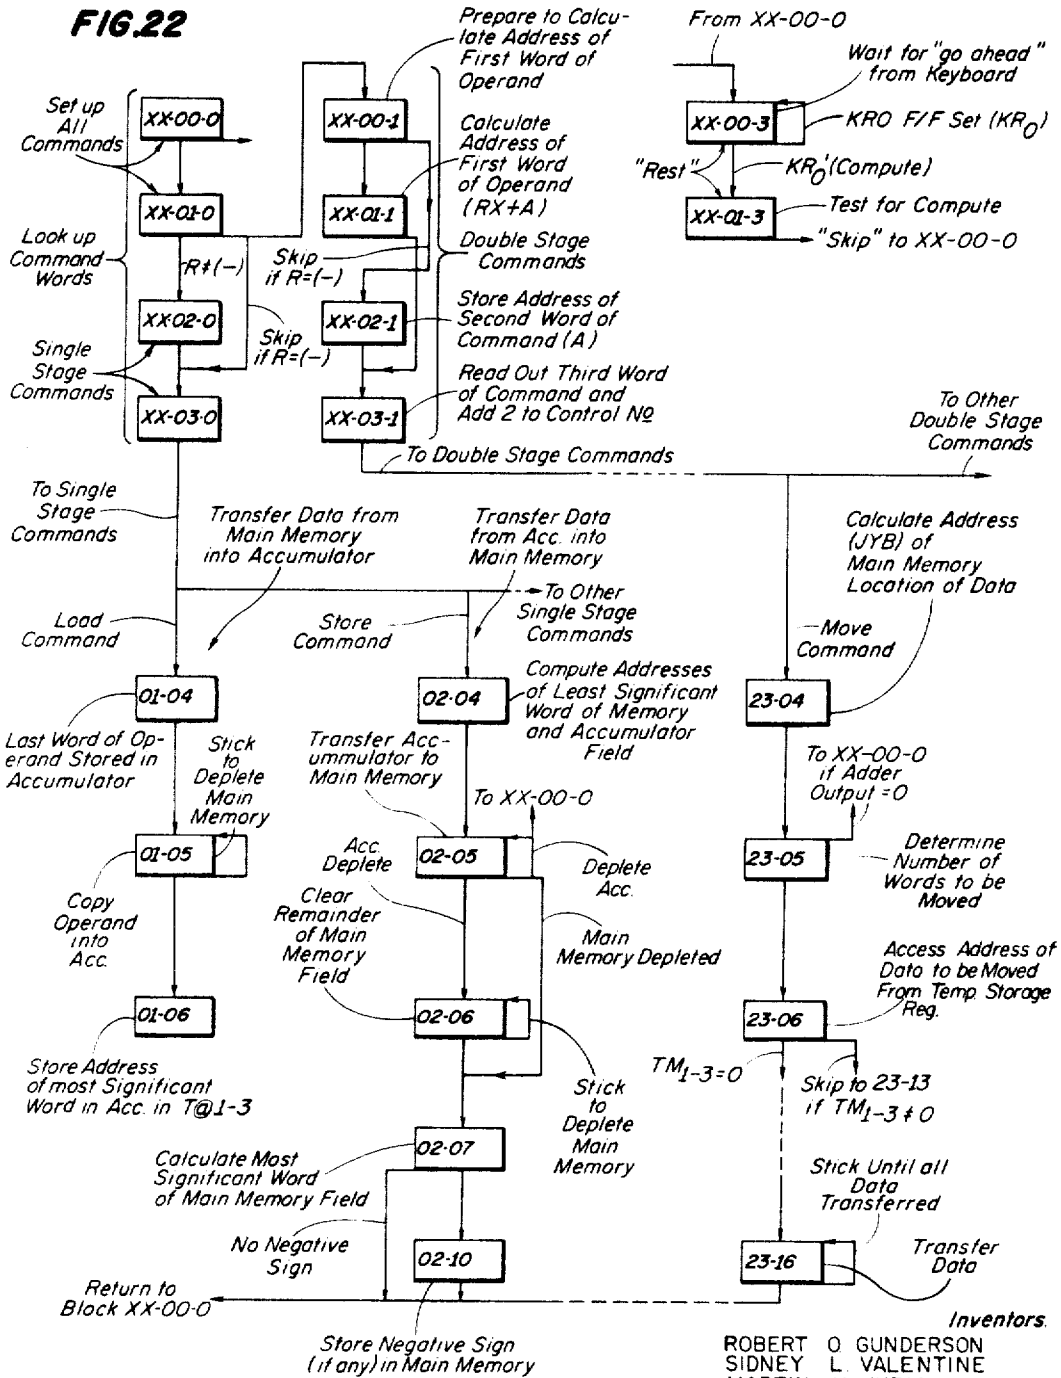 FIG.22
Set up
All
Commands
XX-00-0
XX-01-0
Look up
Command
Words
R≠(-)
XX-02-0
Skip
if R=(-)
Single
Stage
Commands
XX-03-0
Prepare to Calcu-
late Address of
First Word of
Operand
XX-00-1
Calculate
Address of
First Word
of Operand
(RX+A)
XX-01-1
Skip
if R=(-)
Double Stage
Commands
XX-02-1
Store Address of
Second Word of
Command (A)
XX-03-1
Read Out Third Word
of Command and
Add 2 to Control Nº
From XX-00-0
Wait for "go ahead"
from Keyboard
XX-00-3
KRO F/F Set (KRO)
"Rest"
KRO'(Compute)
XX-01-3
Test for Compute
"Skip" to XX-00-0
To Double Stage Commands
To Other
Double Stage
Commands
To Single
Stage
Commands
Transfer Data from
Main Memory
into Accumulator
Transfer Data
from Acc. into
Main Memory
Calculate Address
(JYB) of
Main Memory
Location of Data
To Other
Single Stage
Commands
Load
Command
Store
Command
Move
Command
01-04
02-04
Compute Addresses
of Least Significant
Word of Memory
and Accumulator
Field
23-04
Last Word of Op-
erand Stored in
Accumulator
Stick
to
Deplete
Main
Memory
Transfer Acc-
ummulator to
Main Memory
To XX-00-0
To XX-00-0
if Adder
Output=0
01-05
02-05
23-05
Acc.
Deplete
Deplete
Acc.
Determine
Number of
Words to be
Moved
Copy
Operand
into
Acc.
Clear
Remainder
of Main
Memory
Field
Main
Memory Depleted
Access Address of
Data to be Moved
From Temp. Storage
Reg.
01-06
02-06
23-06
Store Address
of most Significant
Word in Acc. in T@1-3
Stick
to
Deplete
Main
Memory
TM1-3=0
Skip to 23-13
if TM1-3≠0
02-07
Calculate Most
Significant Word
of Main Memory Field
Stick Until all
Data
Transferred
No Negative
Sign
02-10
23-16
Transfer
Data
Return to
Block XX-00-0
Store Negative Sign
(if any) in Main Memory
Inventors.
ROBERT O. GUNDERSON
SIDNEY L. VALENTINE